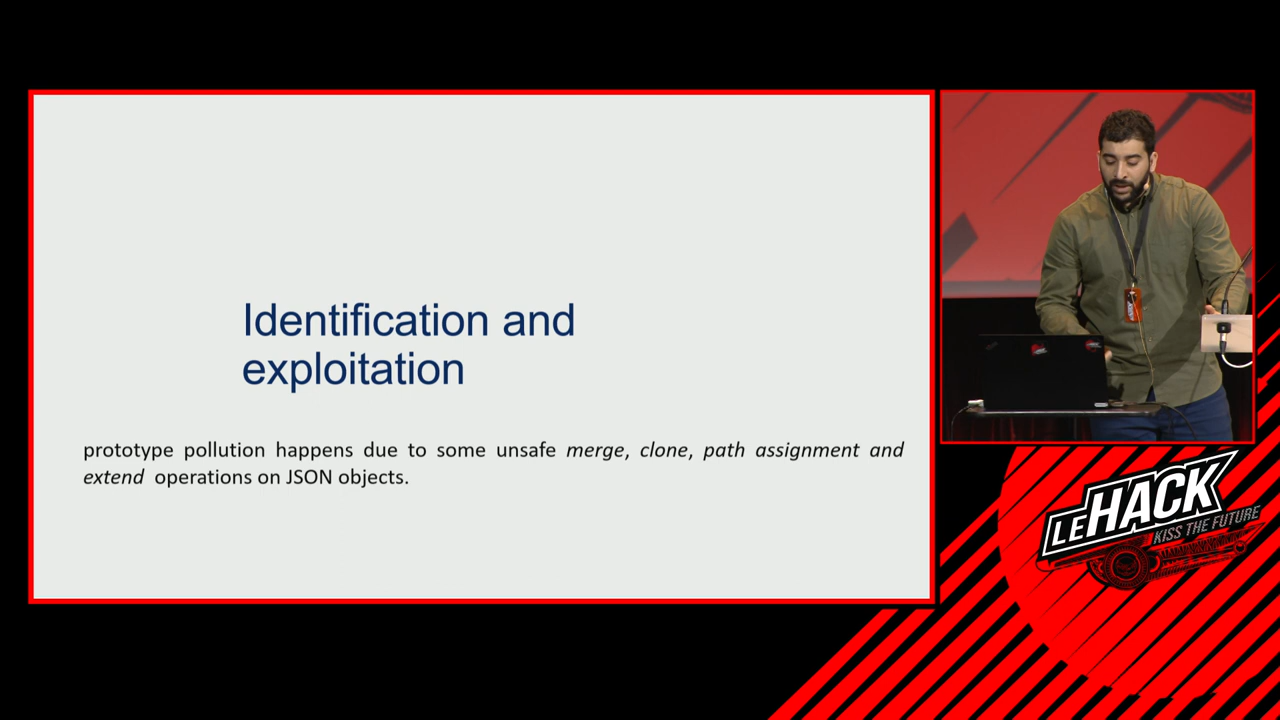 Identification and
exploitation
prototype pollution happens due to some unsafe merge, clone, path assignment and
extend operations on JSON objects.
LEHACK
KISS THE FUTURE